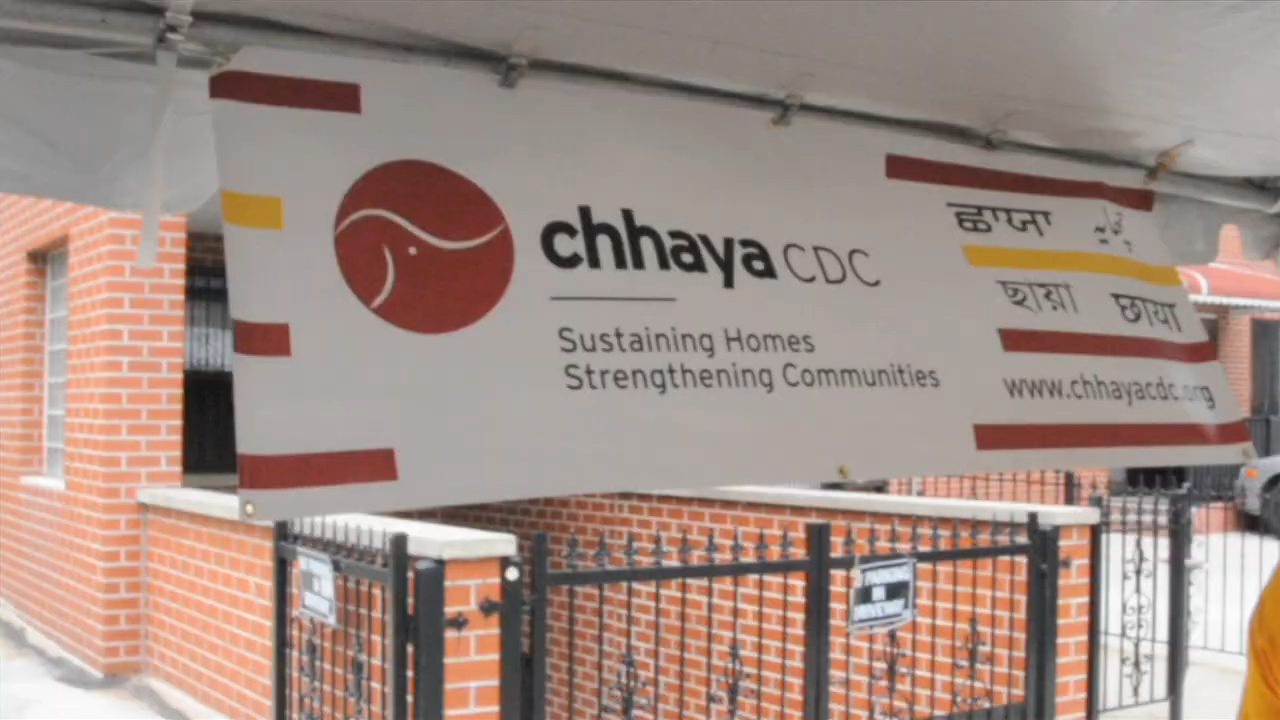 chhaya CDC
Sustaining Homes
Strengthening Communities
ਛਾਯਾ
ছায়া छाया
www.chhayacdc.org